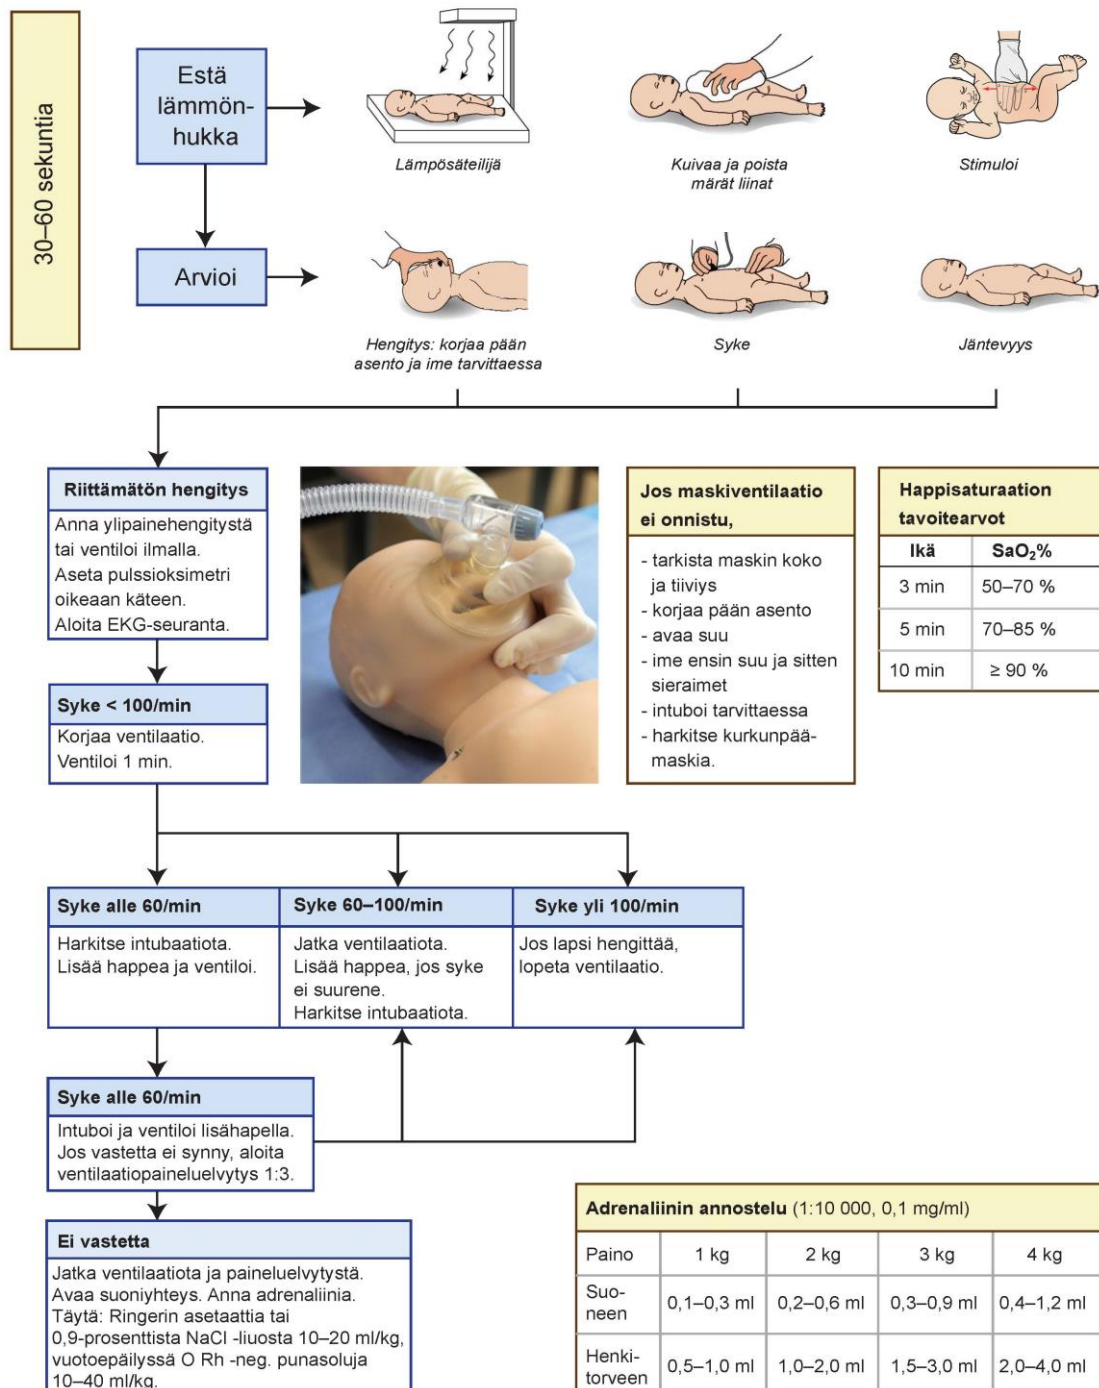 30–60 sekuntia
Estä
lämmön-
hukka
Lämpösäteilijä
Kuivaa ja poista
märät liinat
Stimuloi
Arvioi
Hengitys: korjaa pään
asento ja ime tarvittaessa
Syke
Jäntevyys
Riittämätön hengitys
Anna ylipainehengitystä
tai ventiloi ilmalla.
Aseta pulssioksimetri
oikeaan käteen.
Aloita EKG-seuranta.
Syke < 100/min
Korjaa ventilaatio.
Ventiloi 1 min.
Jos maskiventilaatio
ei onnistu,
- tarkista maskin koko
ja tiiviys
- korjaa pään asento
- avaa suu
- ime ensin suu ja sitten
sieraimet
- intuboi tarvittaessa
- harkitse kurkunpää-
maskia.
Happisaturaation
tavoitearvot
Ikä SaO₂%
3 min 50–70 %
5 min 70–85 %
10 min ≥ 90 %
Syke alle 60/min
Harkitse intubaatiota.
Lisää happea ja ventiloi.
Syke 60–100/min
Jatka ventilaatiota.
Lisää happea, jos syke
ei suurene.
Harkitse intubaatiota.
Syke yli 100/min
Jos lapsi hengittää,
lopeta ventilaatio.
Syke alle 60/min
Intuboi ja ventiloi lisähapella.
Jos vastetta ei synny, aloita
ventilaatiopaineluelvytys 1:3.
Ei vastetta
Jatka ventilaatiota ja paineluelvytystä.
Avaa suoniyhteys. Anna adrenaliinia.
Täytä: Ringerin asetaattia tai
0,9-prosenttista NaCl -liuosta 10–20 ml/kg,
vuotoepäilyssä O Rh -neg. punasoluja
10–40 ml/kg.
Adrenaliinin annostelu (1:10 000, 0,1 mg/ml)
Paino 1 kg 2 kg 3 kg 4 kg
Suo-
neen 0,1–0,3 ml 0,2–0,6 ml 0,3–0,9 ml 0,4–1,2 ml
Henki-
torveen 0,5–1,0 ml 1,0–2,0 ml 1,5–3,0 ml 2,0–4,0 ml